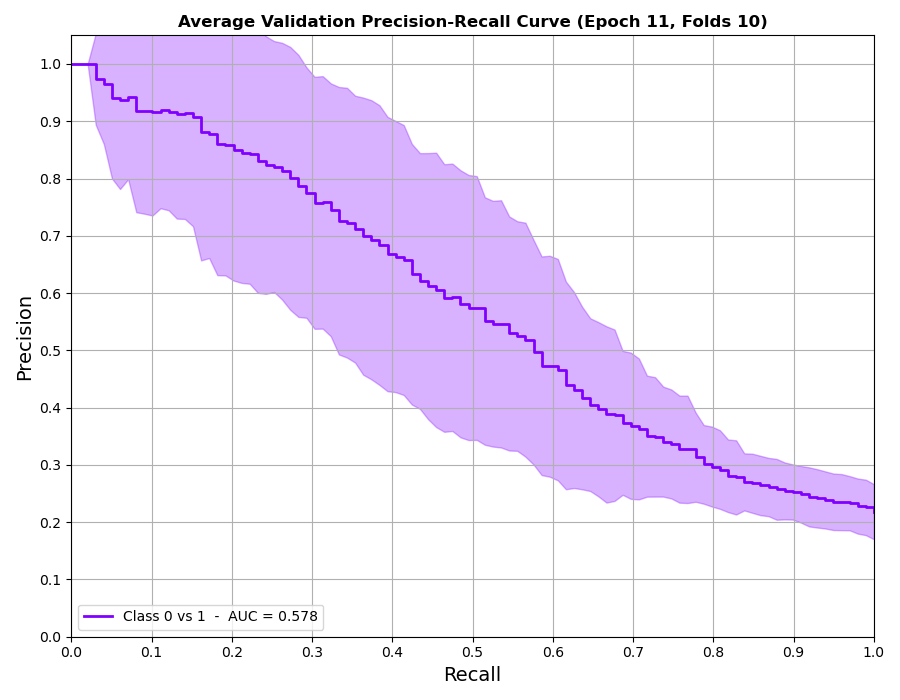 Average Validation Precision-Recall Curve (Epoch 11, Folds 10)
Precision
1.0
0.9
0.8
0.7
0.6
0.5
0.4
0.3
0.2
0.1
0.0
Class 0 vs 1 - AUC = 0.578
0.0 0.1 0.2 0.3 0.4 0.5 0.6 0.7 0.8 0.9 1.0
Recall